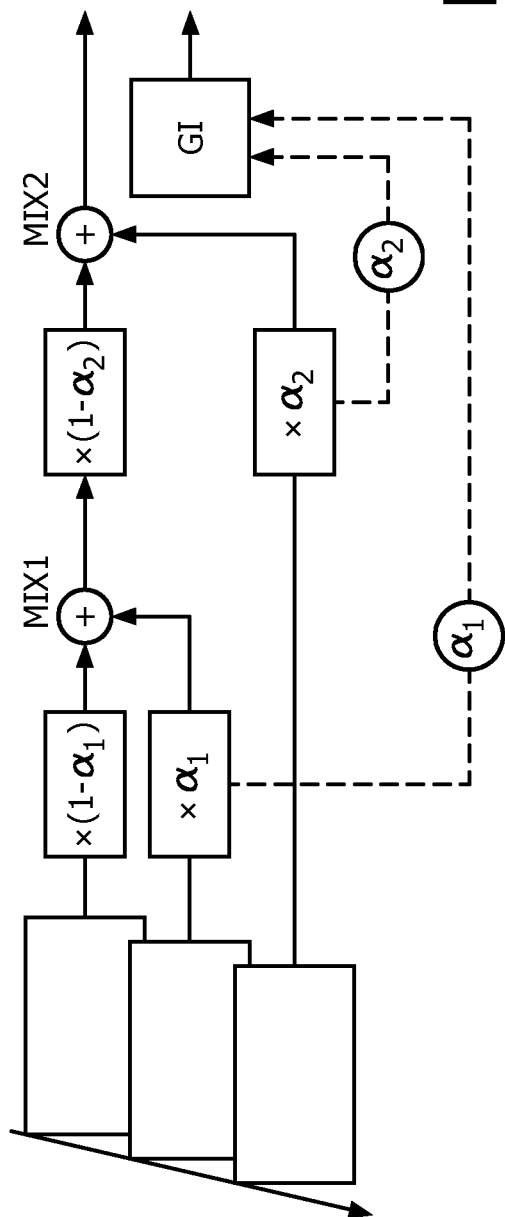 MIX1
MIX2
×(1-α₁)
+
×(1-α₂)
+
GI
×α₁
×α₂
α₂
α₁